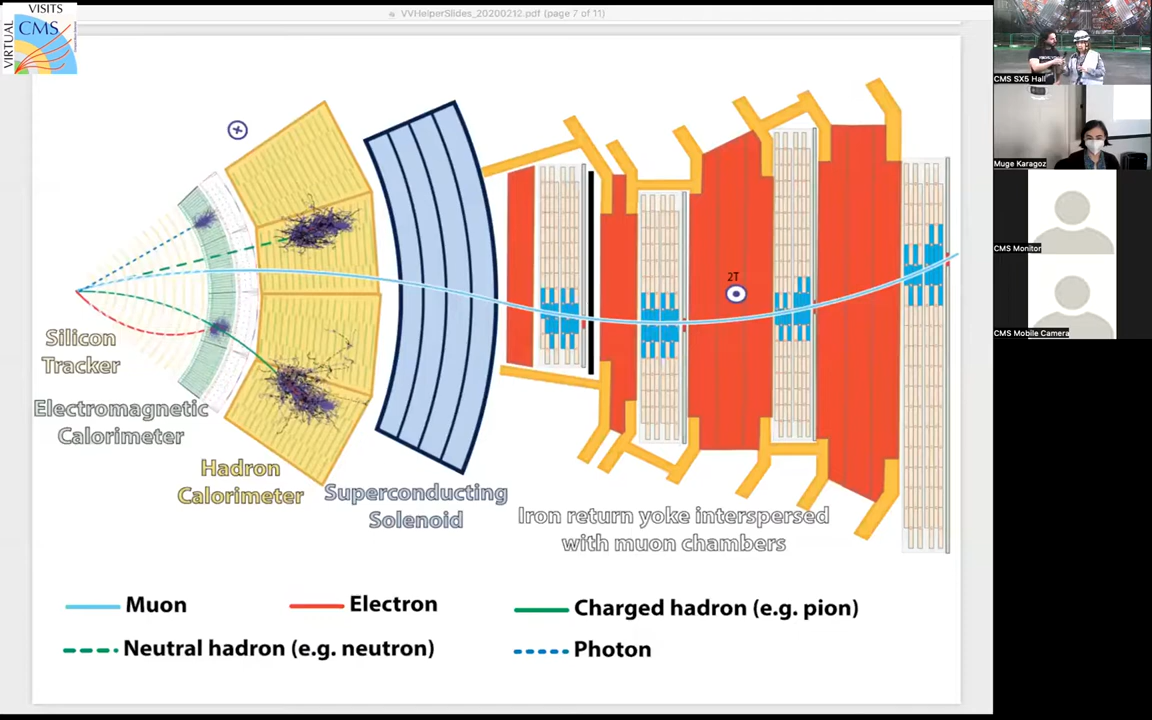 VVHelperSlides_20200212.pdf (page 7 of 11)
VIRTUAL
VISITS
CMS
CMS SX5 Hall
Muge Karagoz
CMS Monitor
CMS Mobile Camera
2T
Silicon
Tracker
Electromagnetic
Calorimeter
Hadron
Calorimeter
Superconducting
Solenoid
Iron return yoke interspersed
with muon chambers
Muon
Electron
Charged hadron (e.g. pion)
Neutral hadron (e.g. neutron)
Photon